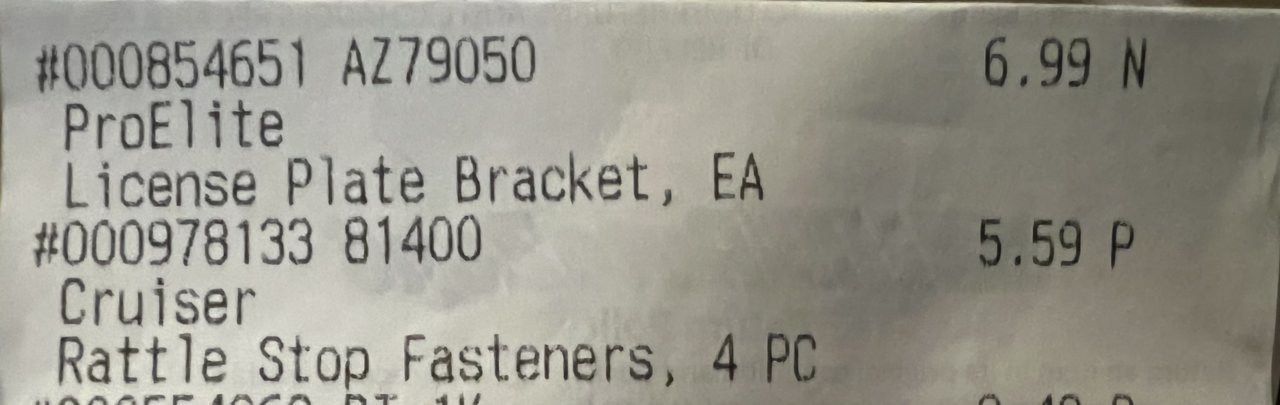 #000854651 AZ79050 6.99 N
ProElite
License Plate Bracket, EA
#000978133 81400 5.59 P
Cruiser
Rattle Stop Fasteners, 4 PC